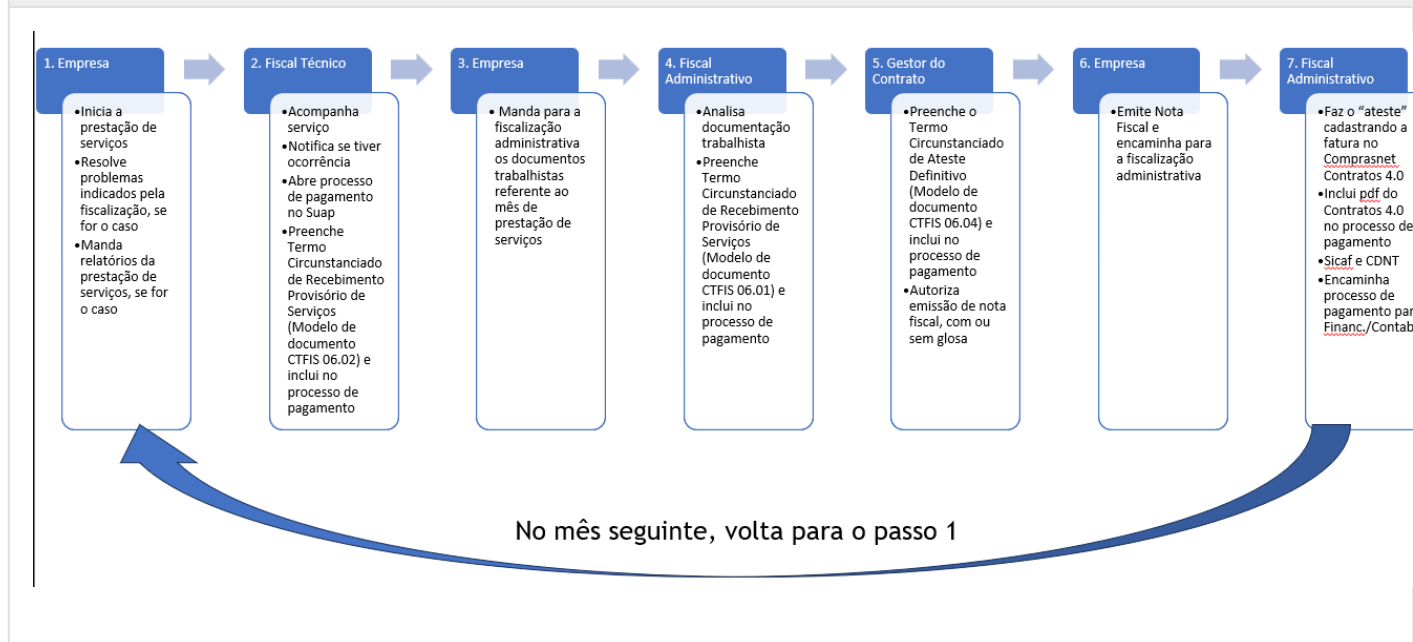 1. Empresa
•Inicia a
prestação de
serviços
•Resolve
problemas
indicados pela
fiscalização, se
for o caso
•Manda
relatórios da
prestação de
serviços, se for
o caso
2. Fiscal Técnico
•Acompanha
serviço
•Notifica se tiver
ocorrência
•Abre processo
de pagamento
no Suap
•Preenche
Termo
Circunstanciado
de Recebimento
Provisório de
Serviços
(Modelo de
documento
CTFIS 06.02) e
inclui no
processo de
pagamento
3. Empresa
• Manda para a
fiscalização
administrativa
os documentos
trabalhistas
referente ao
mês de
prestação de
serviços
4. Fiscal
Administrativo
•Analisa
documentação
trabalhista
•Preenche
Termo
Circunstanciado
de Recebimento
Provisório de
Serviços
(Modelo de
documento
CTFIS 06.01) e
inclui no
processo de
pagamento
5. Gestor do
Contrato
•Preenche o
Termo
Circunstanciado
de Ateste
Definitivo
(Modelo de
documento
CTFIS 06.04) e
inclui no
processo de
pagamento
•Autoriza
emissão de nota
fiscal, com ou
sem glosa
6. Empresa
•Emite Nota
Fiscal e
encaminha para
a fiscalização
administrativa
7. Fiscal
Administrativo
•Faz o “ateste”
cadastrando a
fatura no
Comprasnet
Contratos 4.0
•Inclui pdf do
Contratos 4.0
no processo de
pagamento
•Sicaf e CDNT
•Encaminha
processo de
pagamento par
Financ./Contab
No mês seguinte, volta para o passo 1